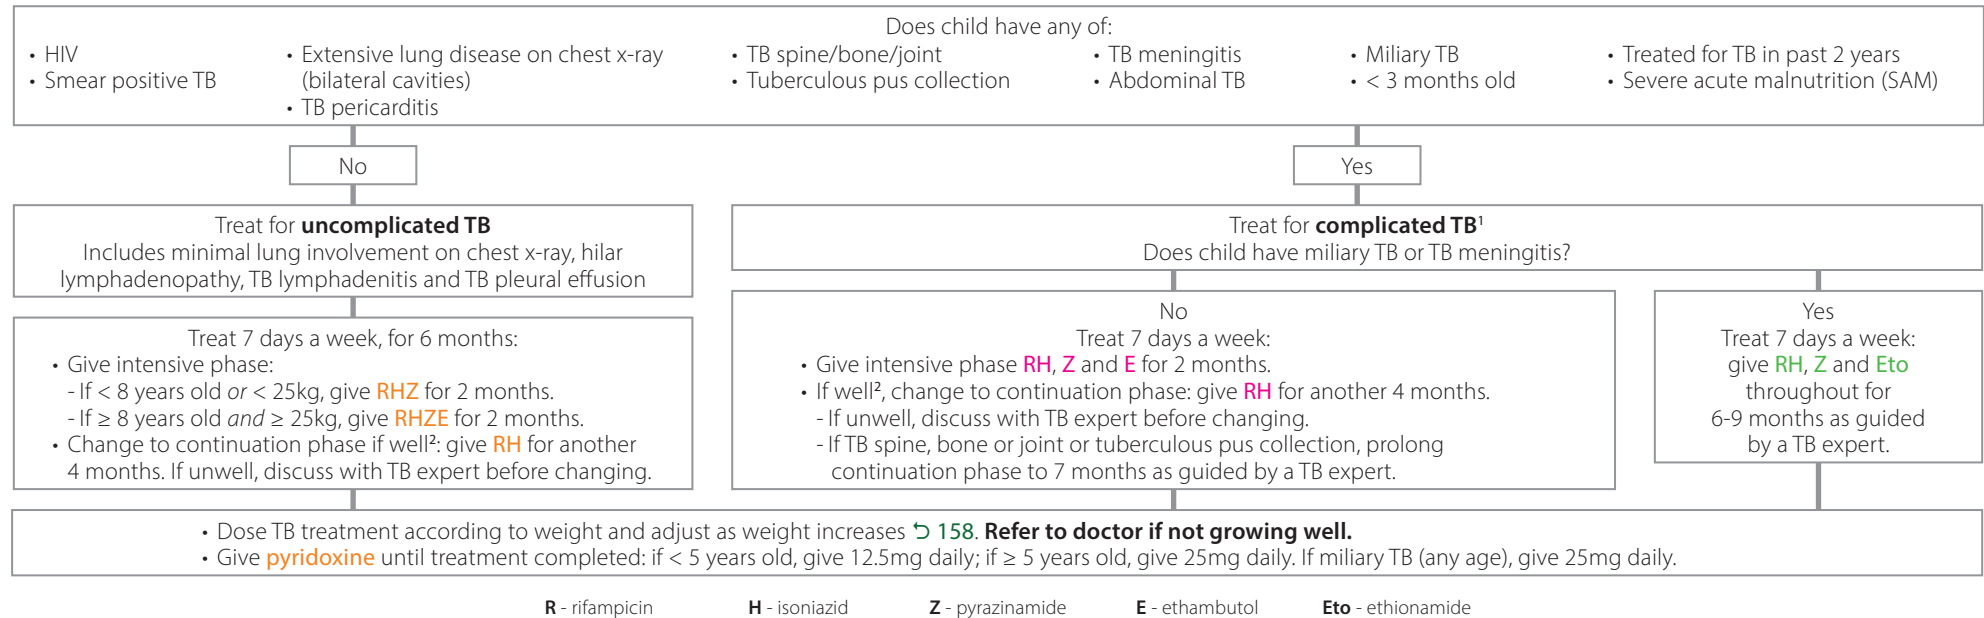 Does child have any of:
• HIV
• Smear positive TB
• Extensive lung disease on chest x-ray
(bilateral cavities)
• TB pericarditis
• TB spine/bone/joint
• Tuberculous pus collection
• TB meningitis
• Abdominal TB
• Miliary TB
• < 3 months old
• Treated for TB in past 2 years
• Severe acute malnutrition (SAM)
No
Yes
Treat for uncomplicated TB
Includes minimal lung involvement on chest x-ray, hilar
lymphadenopathy, TB lymphadenitis and TB pleural effusion
Treat 7 days a week, for 6 months:
• Give intensive phase:
- If < 8 years old or < 25kg, give RHZ for 2 months.
- If ≥ 8 years old and ≥ 25kg, give RHZE for 2 months.
• Change to continuation phase if well²: give RH for another
4 months. If unwell, discuss with TB expert before changing.
Treat for complicated TB¹
Does child have miliary TB or TB meningitis?
No
Treat 7 days a week:
• Give intensive phase RH, Z and E for 2 months.
• If well², change to continuation phase: give RH for another 4 months.
- If unwell, discuss with TB expert before changing.
- If TB spine, bone or joint or tuberculous pus collection, prolong
continuation phase to 7 months as guided by a TB expert.
Yes
Treat 7 days a week:
give RH, Z and Eto
throughout for
6-9 months as guided
by a TB expert.
• Dose TB treatment according to weight and adjust as weight increases ⮌ 158. Refer to doctor if not growing well.
• Give pyridoxine until treatment completed: if < 5 years old, give 12.5mg daily; if ≥ 5 years old, give 25mg daily. If miliary TB (any age), give 25mg daily.
R - rifampicin H - isoniazid Z - pyrazinamide E - ethambutol Eto - ethionamide